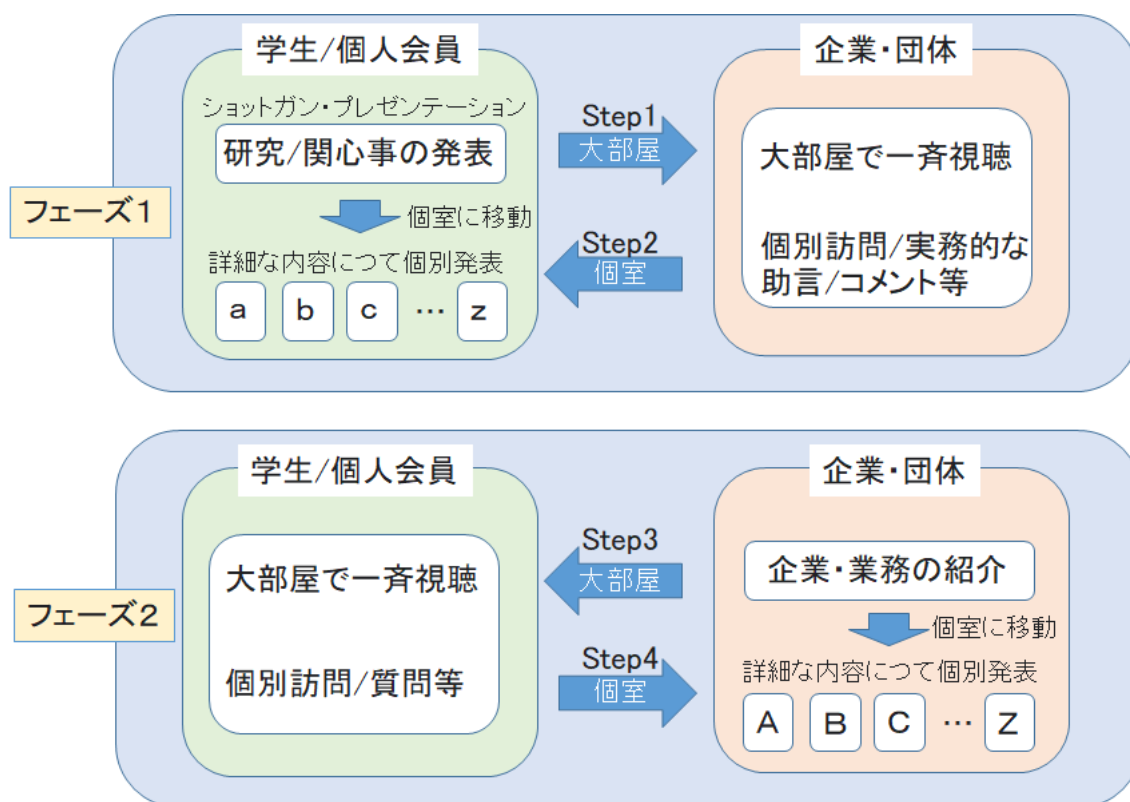 フェーズ1
学生/個人会員
ショットガン・プレゼンテーション
研究/関心事の発表
個室に移動
詳細な内容につて個別発表
a b c … z
Step1
大部屋
Step2
個室
企業・団体
大部屋で一斉視聴
個別訪問/実務的な
助言/コメント等
フェーズ2
学生/個人会員
大部屋で一斉視聴
個別訪問/質問等
Step3
大部屋
Step4
個室
企業・団体
企業・業務の紹介
個室に移動
詳細な内容につて個別発表
A B C … Z